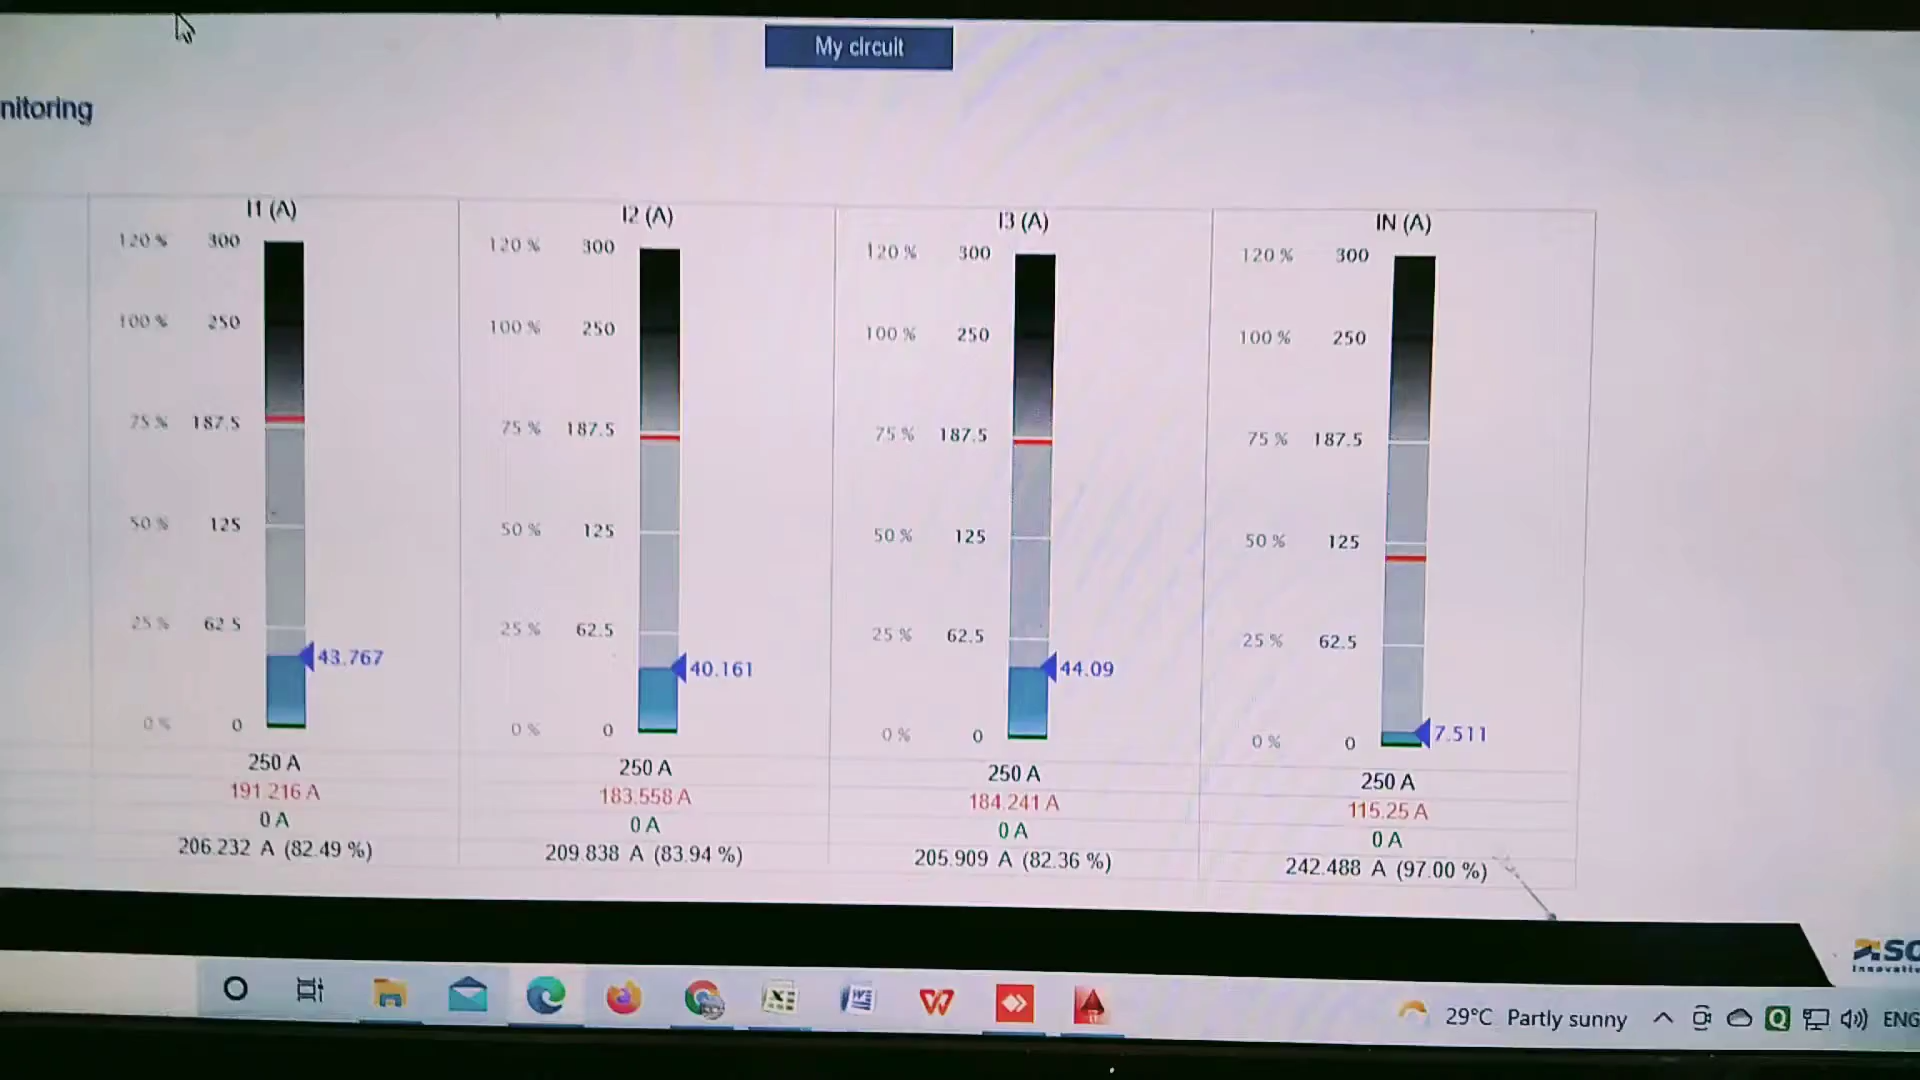 My circuit
nitoring
I1 (A)
120 % 300
100 % 250
75 % 187.5
50 % 125
25 % 62.5
0 % 0
43.767
250 A
191.216 A
0 A
206.232 A (82.49 %)
I2 (A)
120 % 300
100 % 250
75 % 187.5
50 % 125
25 % 62.5
0 % 0
40.161
250 A
183.558 A
0 A
209.838 A (83.94 %)
I3 (A)
120 % 300
100 % 250
75 % 187.5
50 % 125
25 % 62.5
0 % 0
44.09
250 A
184.241 A
0 A
205.909 A (82.36 %)
IN (A)
120 % 300
100 % 250
75 % 187.5
50 % 125
25 % 62.5
0 % 0
7.511
250 A
115.25 A
0 A
242.488 A (97.00 %)
SO
Innovati
29°C Partly sunny
ENG